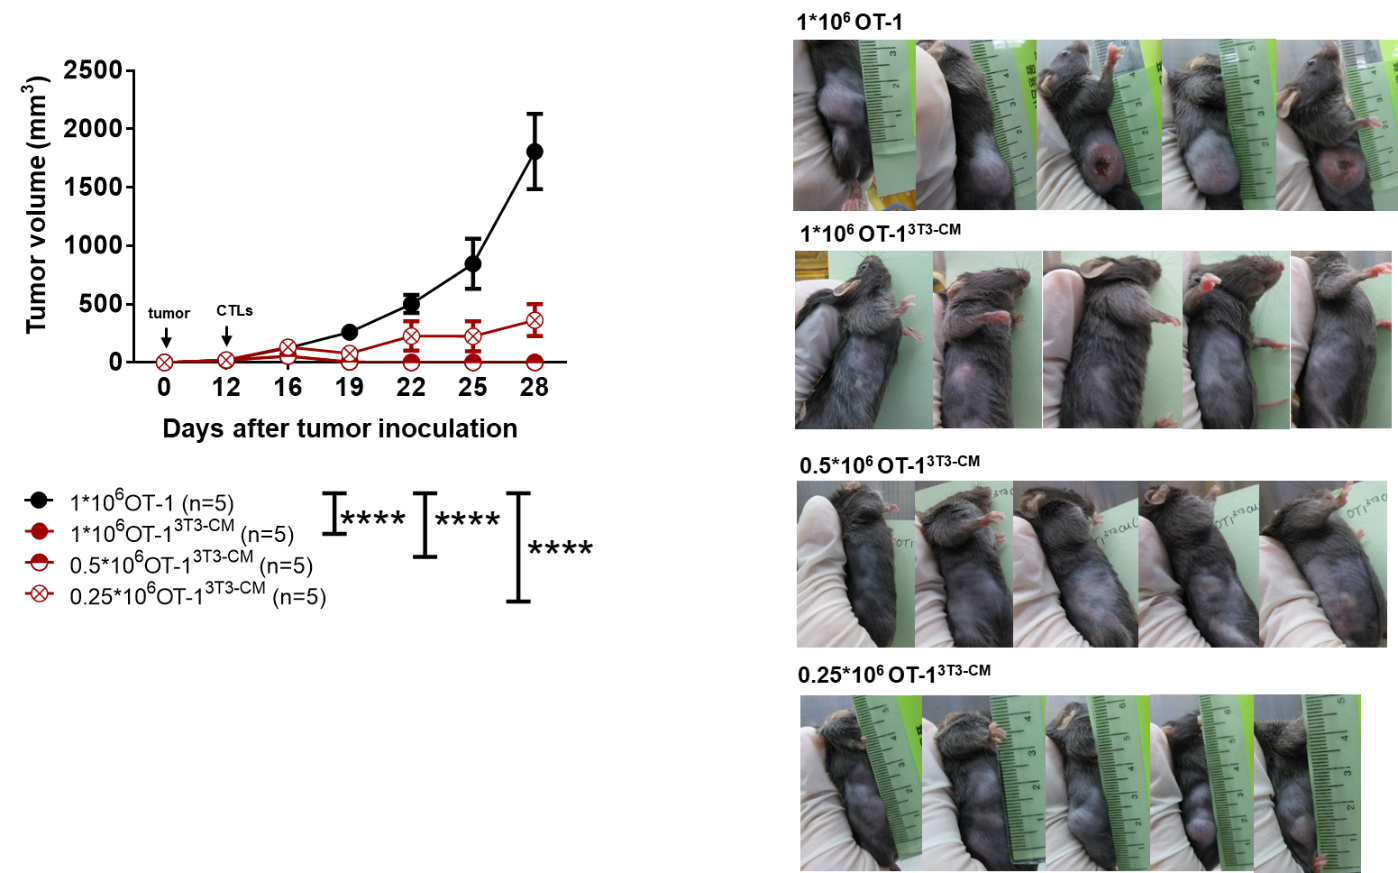 2500
2000
1500
1000
500
0
Tumor volume (mm³)
tumor
CTLs
0 12 16 19 22 25 28
Days after tumor inoculation
1*10⁶OT-1 (n=5)
1*10⁶OT-1³ᵀ³⁻ᶜᴹ (n=5)
0.5*10⁶OT-1³ᵀ³⁻ᶜᴹ (n=5)
0.25*10⁶OT-1³ᵀ³⁻ᶜᴹ (n=5)
**** **** ****
1*10⁶ OT-1
1*10⁶ OT-1³ᵀ³⁻ᶜᴹ
0.5*10⁶ OT-1³ᵀ³⁻ᶜᴹ
0.25*10⁶ OT-1³ᵀ³⁻ᶜᴹ